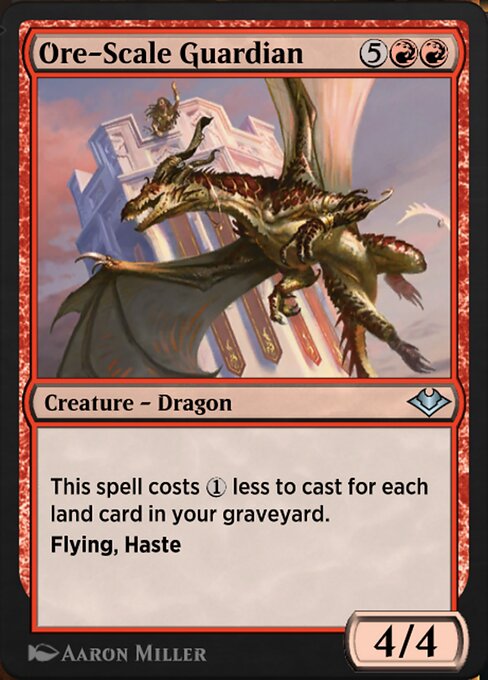 Ore-Scale Guardian 5
Creature - Dragon
This spell costs 1 less to cast for each
land card in your graveyard.
Flying, Haste
4/4
Aaron Miller